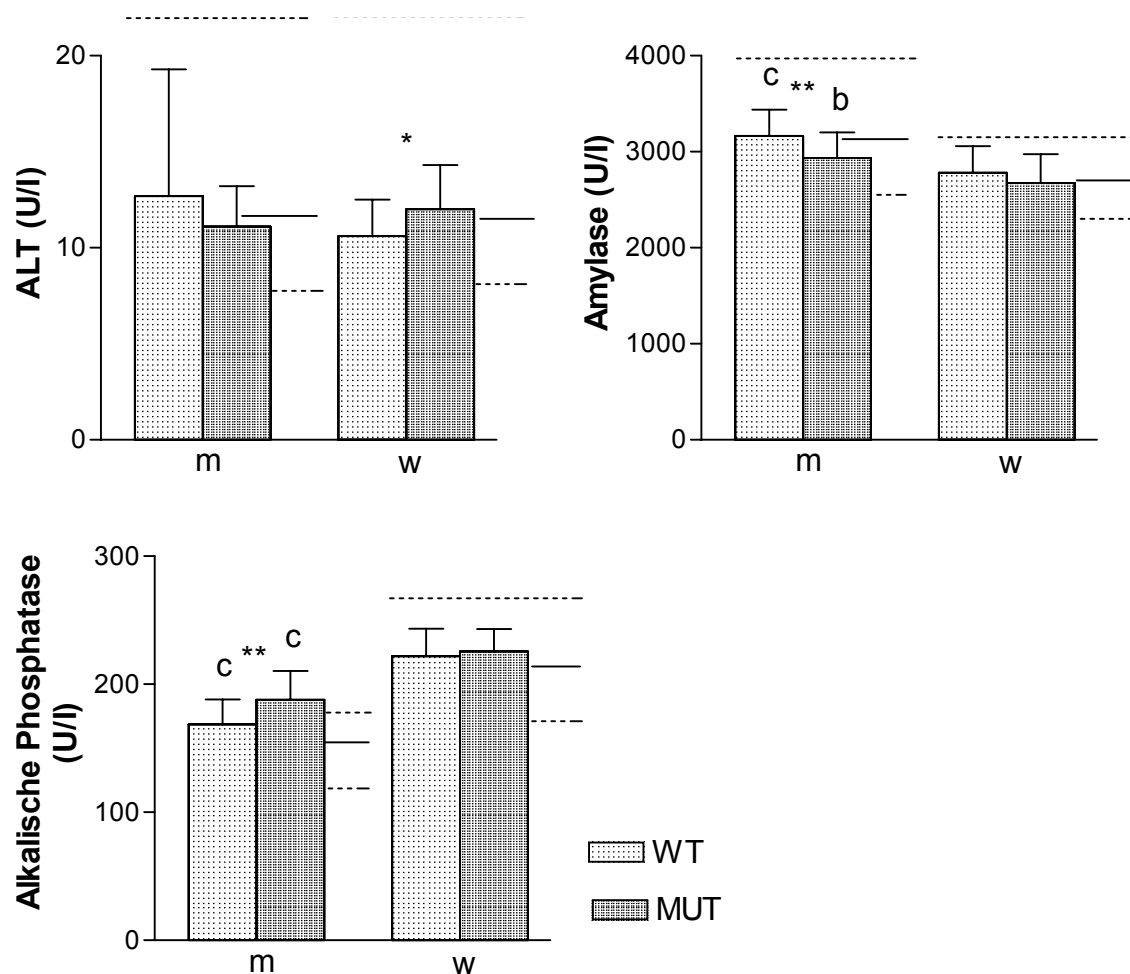 20
10
0
ALT (U/l)
*
m
w
4000
3000
2000
1000
0
Amylase (U/l)
c
**
b
m
w
300
200
100
0
Alkalische Phosphatase
(U/l)
c
**
c
m
w
WT
MUT